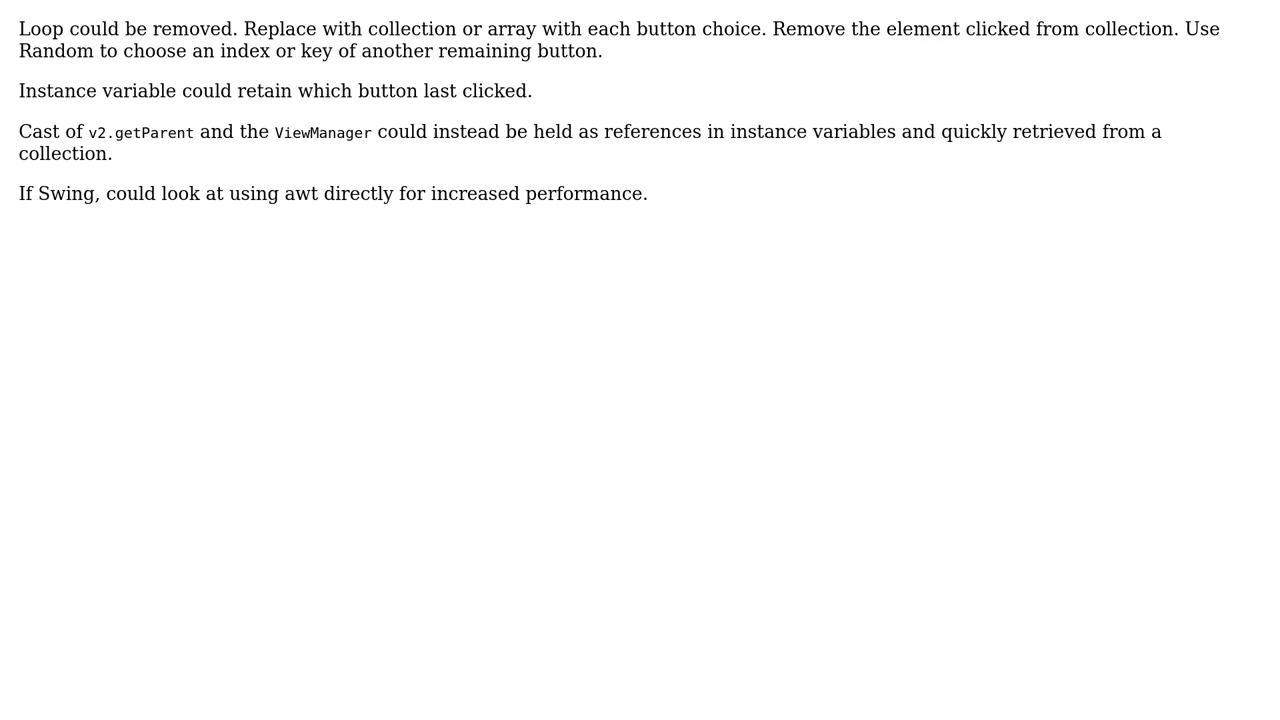 Loop could be removed. Replace with collection or array with each button choice. Remove the element clicked from collection. Use
Random to choose an index or key of another remaining button.
Instance variable could retain which button last clicked.
Cast of v2.getParent and the ViewManager could instead be held as references in instance variables and quickly retrieved from a
collection.
If Swing, could look at using awt directly for increased performance.